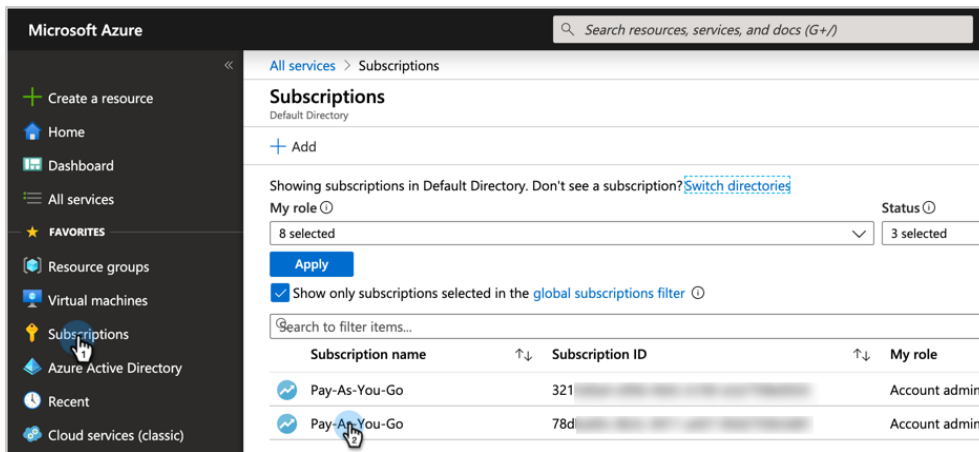 Microsoft Azure
Search resources, services, and docs (G+/)
«
All services > Subscriptions
Create a resource
Home
Dashboard
All services
FAVORITES
Resource groups
Virtual machines
Subscriptions
1
Azure Active Directory
Recent
Cloud services (classic)
Subscriptions
Default Directory
+ Add
Showing subscriptions in Default Directory. Don't see a subscription? Switch directories
My role
Status
8 selected
3 selected
Apply
Show only subscriptions selected in the global subscriptions filter
Search to filter items...
Subscription name ↑↓ Subscription ID ↑↓ My role
Pay-As-You-Go 321 Account admin
Pay-As-You-Go 78d Account admin
2